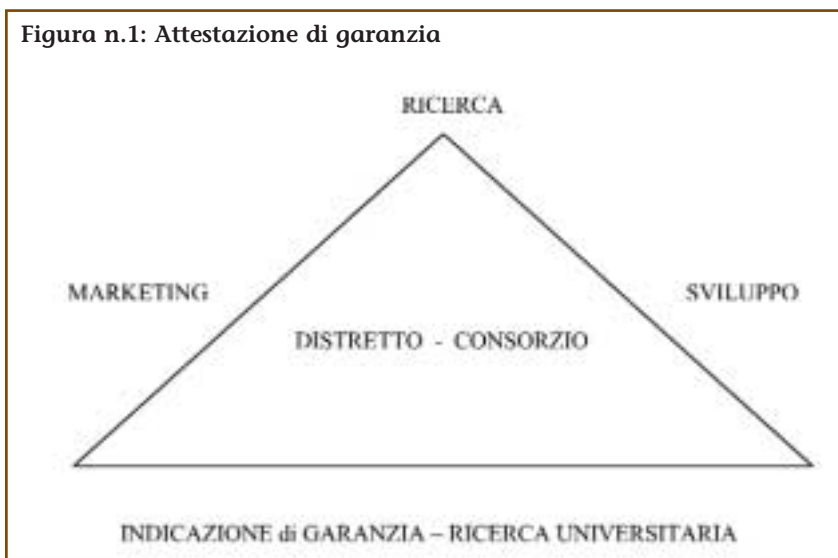 Figura n.1: Attestazione di garanzia
RICERCA
MARKETING
SVILUPPO
DISTRETTO - CONSORZIO
INDICAZIONE di GARANZIA – RICERCA UNIVERSITARIA